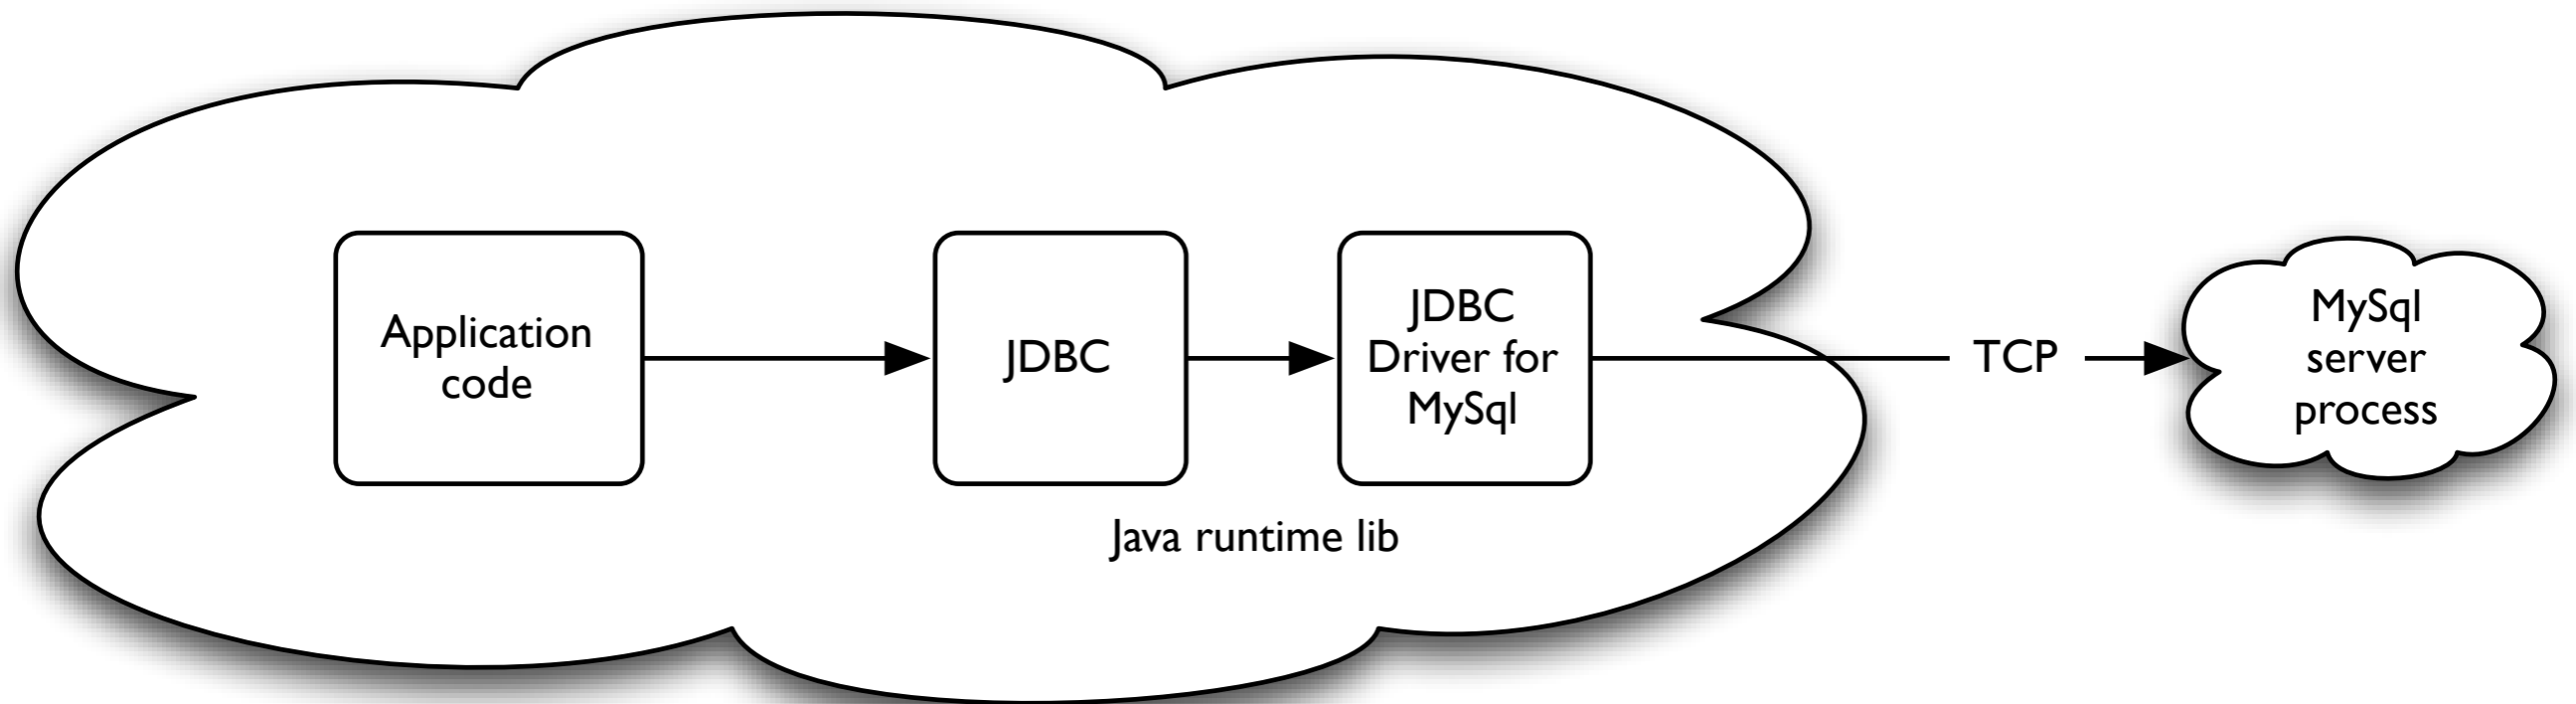 Application
code
JDBC
JDBC
Driver for
MySql
TCP
MySql
server
process
Java runtime lib